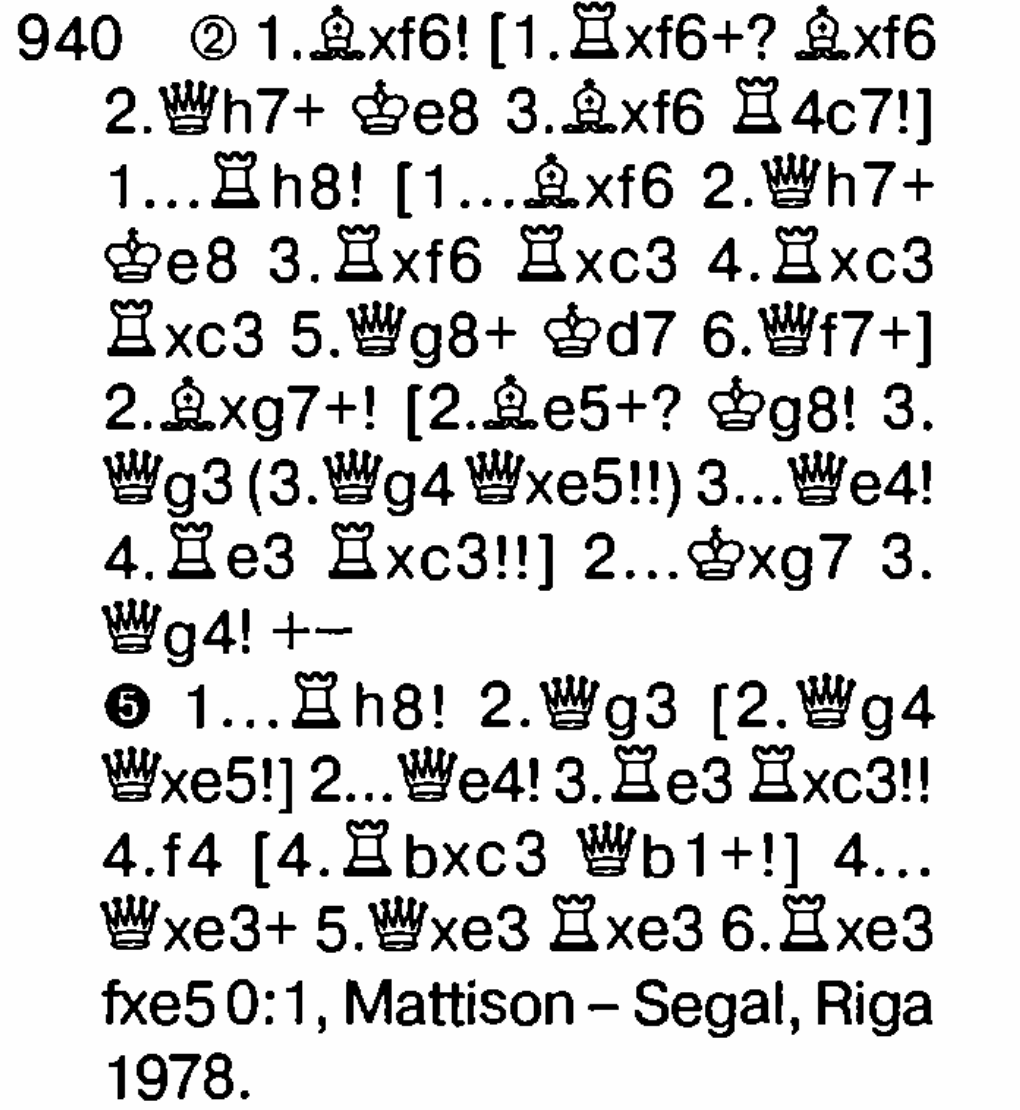 940 ② 1.♗xf6! [1.♖xf6+? ♗xf6
2.♕h7+ ♔e8 3.♗xf6 ♖4c7!]
1...♖h8! [1...♗xf6 2.♕h7+
♔e8 3.♖xf6 ♖xc3 4.♖xc3
♖xc3 5.♕g8+ ♔d7 6.♕f7+]
2.♗xg7+! [2.♗e5+? ♔g8! 3.
♕g3 (3.♕g4 ♕xe5!!) 3...♕e4!
4.♖e3 ♖xc3!!] 2...♔xg7 3.
♕g4! +−
❺ 1...♖h8! 2.♕g3 [2.♕g4
♕xe5!] 2...♕e4! 3.♖e3 ♖xc3!!
4.f4 [4.♖bxc3 ♕b1+!] 4...
♕xe3+ 5.♕xe3 ♖xe3 6.♖xe3
fxe5 0:1, Mattison – Segal, Riga
1978.